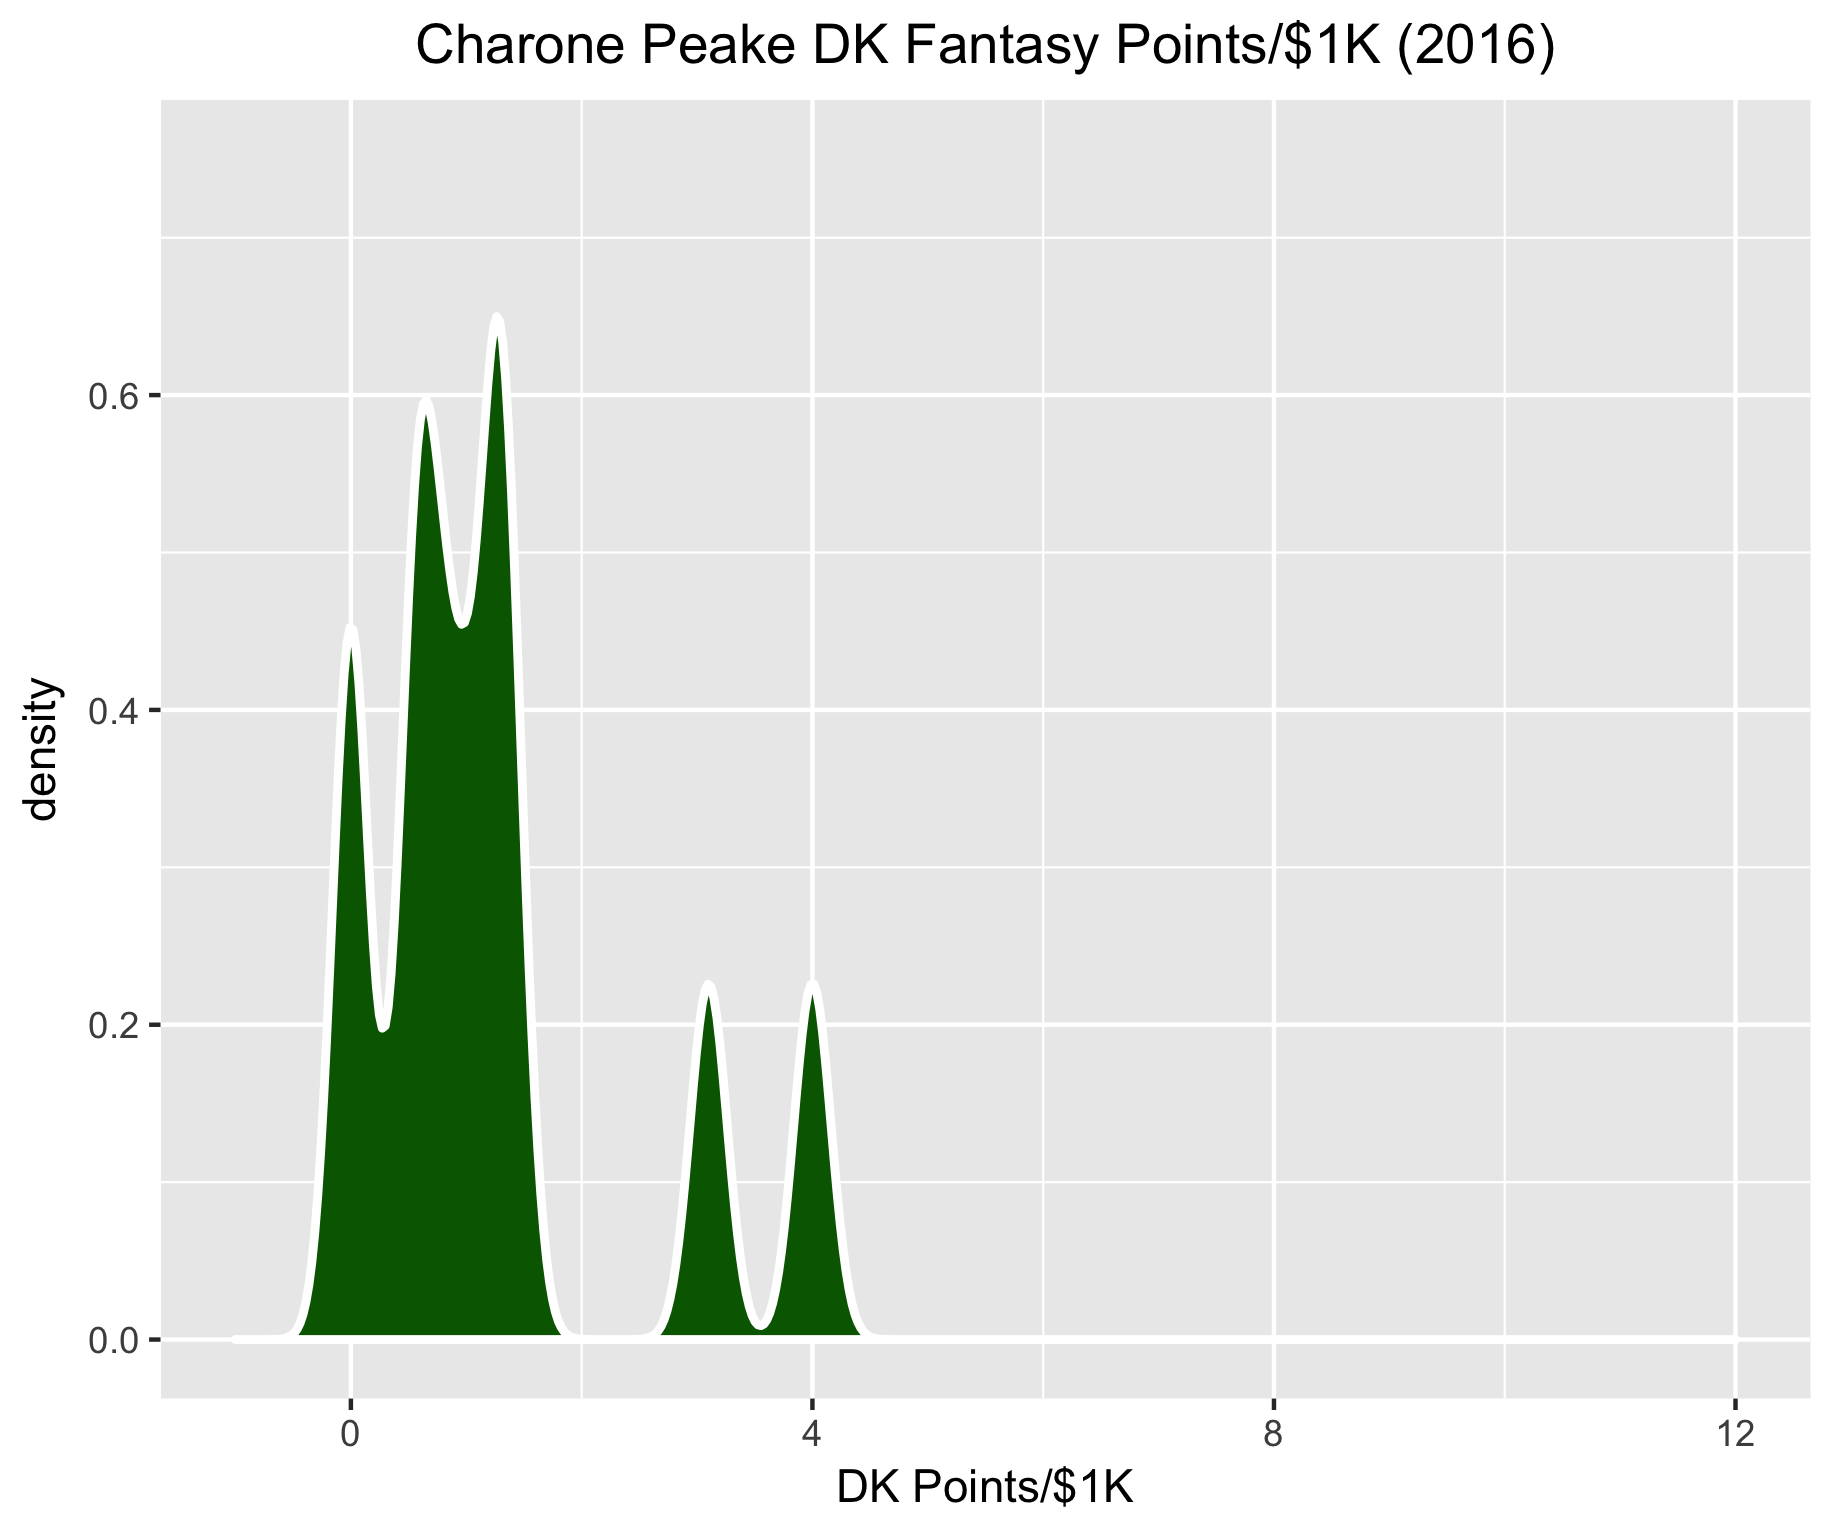 Charone Peake DK Fantasy Points/$1K (2016)
density
0.6
0.4
0.2
0.0
0 4 8 12
DK Points/$1K